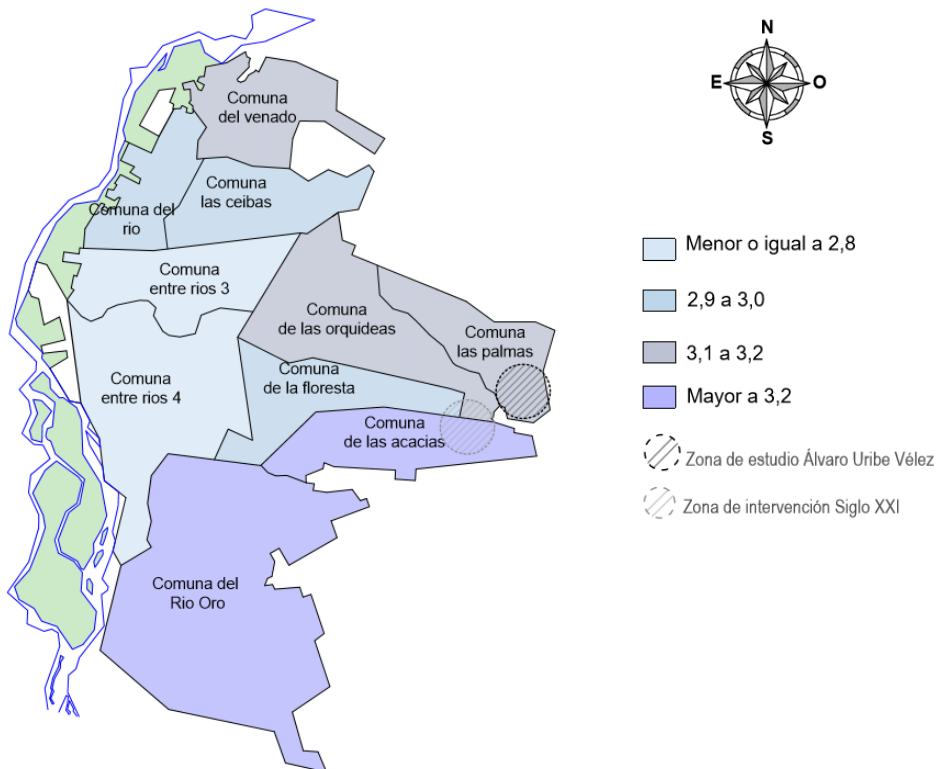 N
E
O
S
Comuna
del venado
Comuna
las ceibas
Comuna del
rio
Comuna
entre rios 3
Comuna
de las orquideas
Comuna
las palmas
Comuna
de la floresta
Comuna
entre rios 4
Comuna
de las acacias
Comuna del
Rio Oro
Menor o igual a 2,8
2,9 a 3,0
3,1 a 3,2
Mayor a 3,2
Zona de estudio Álvaro Uribe Vélez
Zona de intervención Siglo XXI